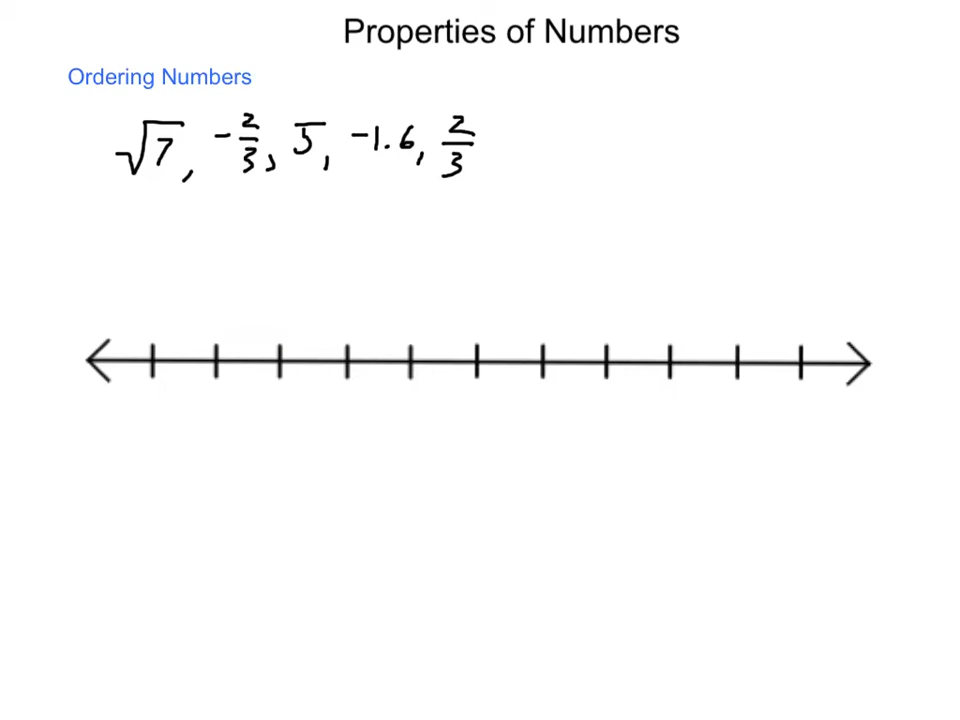 Properties of Numbers
Ordering Numbers
√7, -2/3, 5, -1.6, 2/3